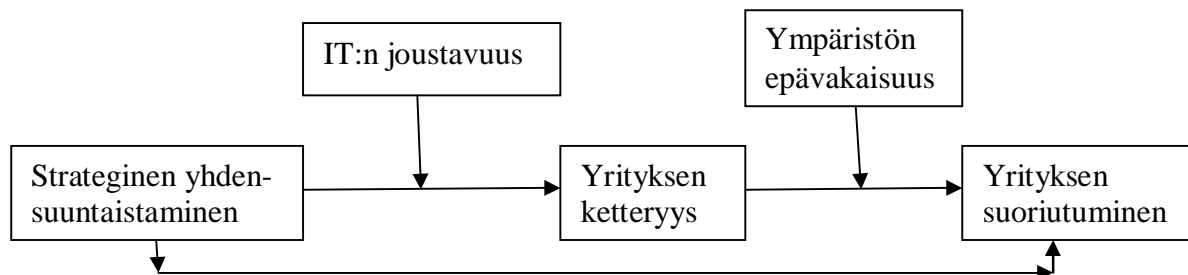 IT:n joustavuus
Ympäristön
epävakaisuus
Strateginen yhden-
suuntaistaminen
Yrityksen
ketteryys
Yrityksen
suoriutuminen